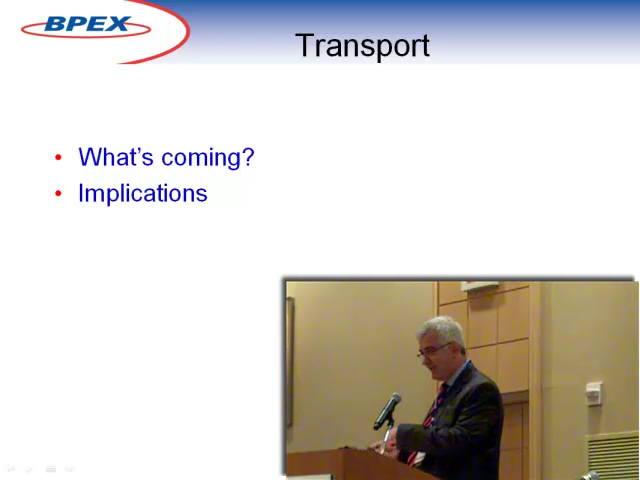 BPEX
Transport
• What's coming?
• Implications